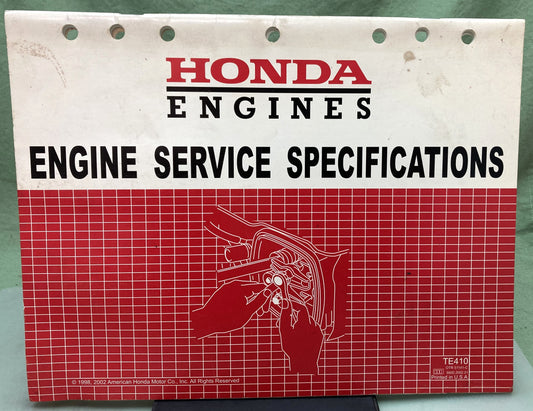 HONDA
ENGINES
ENGINE SERVICE SPECIFICATIONS
TE410
Printed in U.S.A.
© 1998, 2002 American Honda Motor Co., Inc. All Rights Reserved